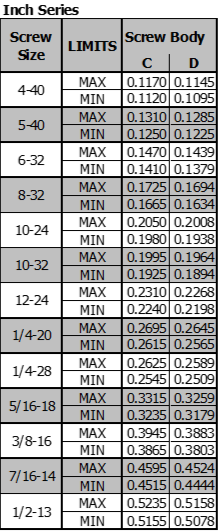 Inch Series
Screw Size LIMITS Screw Body
C D
4-40 MAX 0.1170 0.1145
MIN 0.1120 0.1095
5-40 MAX 0.1310 0.1285
MIN 0.1250 0.1225
6-32 MAX 0.1470 0.1439
MIN 0.1410 0.1379
8-32 MAX 0.1725 0.1694
MIN 0.1665 0.1634
10-24 MAX 0.2050 0.2008
MIN 0.1980 0.1938
10-32 MAX 0.1995 0.1964
MIN 0.1925 0.1894
12-24 MAX 0.2310 0.2268
MIN 0.2240 0.2198
1/4-20 MAX 0.2695 0.2645
MIN 0.2615 0.2565
1/4-28 MAX 0.2625 0.2589
MIN 0.2545 0.2509
5/16-18 MAX 0.3315 0.3259
MIN 0.3235 0.3179
3/8-16 MAX 0.3945 0.3883
MIN 0.3865 0.3803
7/16-14 MAX 0.4595 0.4524
MIN 0.4515 0.4444
1/2-13 MAX 0.5235 0.5158
MIN 0.5155 0.5078